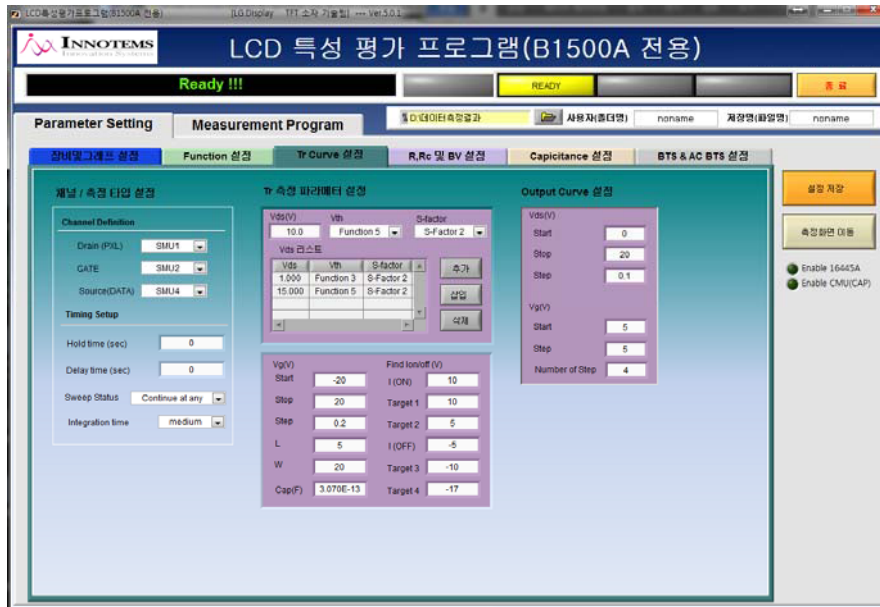 LCD특성평가프로그램(B1500A 전용) [LG.Display TFT 소자 기술팀] --- Ver.5.0.1
INNOTEMS
Innovation Systems
LCD 특성 평가 프로그램(B1500A 전용)
Ready !!!
READY
종 료
Parameter Setting
Measurement Program
D:\데이터측정결과
사용자(폴더명)
noname
저장명(파일명)
noname
장비및그래프 설정
Function 설정
Tr Curve 설정
R,Rc 및 BV 설정
Capicitance 설정
BTS & AC BTS 설정
채널 / 측정 타입 설정
Channel Definition
Drain (PXL) SMU1
GATE SMU2
Source(DATA) SMU4
Timing Setup
Hold time (sec) 0
Delay time (sec) 0
Sweep Status Continue at any
Integration time medium
Tr 측정 파라메터 설정
Vds(V) Vth S-factor
10.0 Function 5 S-Factor 2
Vds 리스트
Vds Vth S-factor
1.000 Function 3 S-Factor 2
15.000 Function 5 S-Factor 2
추가
삽입
삭제
Vg(V)
Start -20
Stop 20
Step 0.2
L 5
W 20
Cap(F) 3.070E-13
Find Ion/off (V)
I (ON) 10
Target 1 10
Target 2 5
I (OFF) -5
Target 3 -10
Target 4 -17
Output Curve 설정
Vds(V)
Start 0
Stop 20
Step 0.1
Vg(V)
Start 5
Step 5
Number of Step 4
설정 저장
측정화면 이동
Enable 16445A
Enable CMU(CAP)